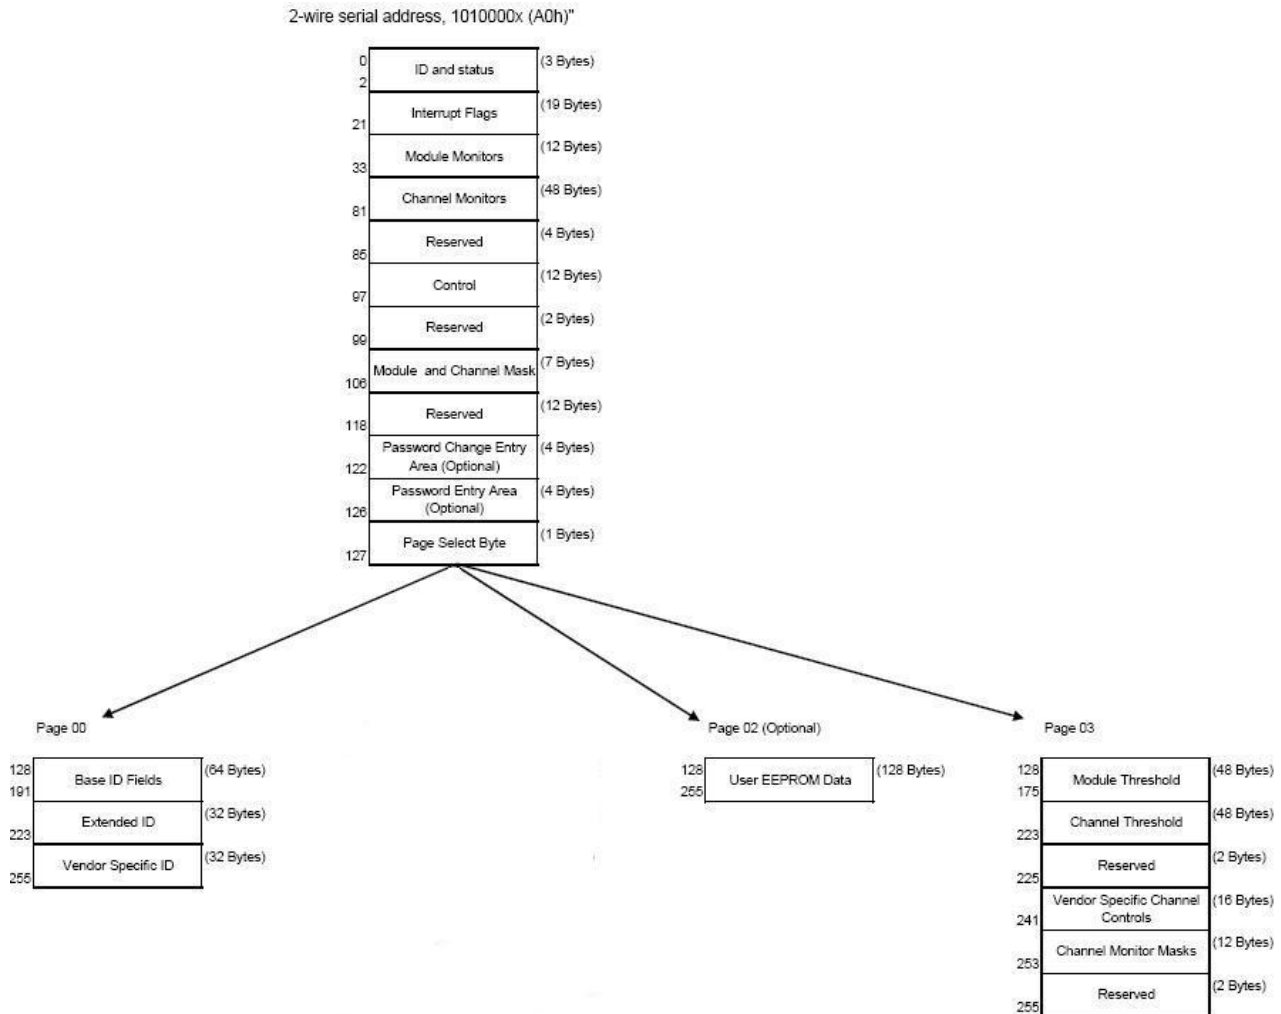 2-wire serial address, 1010000x (A0h)"
0
2
ID and status
(3 Bytes)
21
Interrupt Flags
(19 Bytes)
33
Module Monitors
(12 Bytes)
81
Channel Monitors
(48 Bytes)
85
Reserved
(4 Bytes)
97
Control
(12 Bytes)
99
Reserved
(2 Bytes)
106
Module and Channel Mask
(7 Bytes)
118
Reserved
(12 Bytes)
122
Password Change Entry
Area (Optional)
(4 Bytes)
126
Password Entry Area
(Optional)
(4 Bytes)
127
Page Select Byte
(1 Bytes)
Page 00
128
191
Base ID Fields
(64 Bytes)
223
Extended ID
(32 Bytes)
255
Vendor Specific ID
(32 Bytes)
Page 02 (Optional)
128
255
User EEPROM Data
(128 Bytes)
Page 03
128
175
Module Threshold
(48 Bytes)
223
Channel Threshold
(48 Bytes)
225
Reserved
(2 Bytes)
241
Vendor Specific Channel
Controls
(16 Bytes)
253
Channel Monitor Masks
(12 Bytes)
255
Reserved
(2 Bytes)